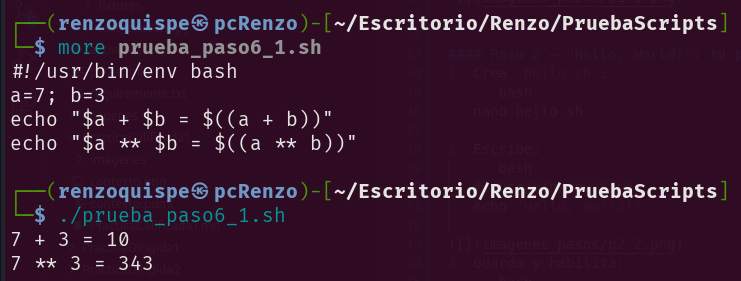 ┌──(renzoquispe㉿pcRenzo)-[~/Escritorio/Renzo/PruebaScripts]
└─$ more prueba_paso6_1.sh
#!/usr/bin/env bash
a=7; b=3
echo "$a + $b = $((a + b))"
echo "$a ** $b = $((a ** b))"
┌──(renzoquispe㉿pcRenzo)-[~/Escritorio/Renzo/PruebaScripts]
└─$ ./prueba_paso6_1.sh
7 + 3 = 10
7 ** 3 = 343